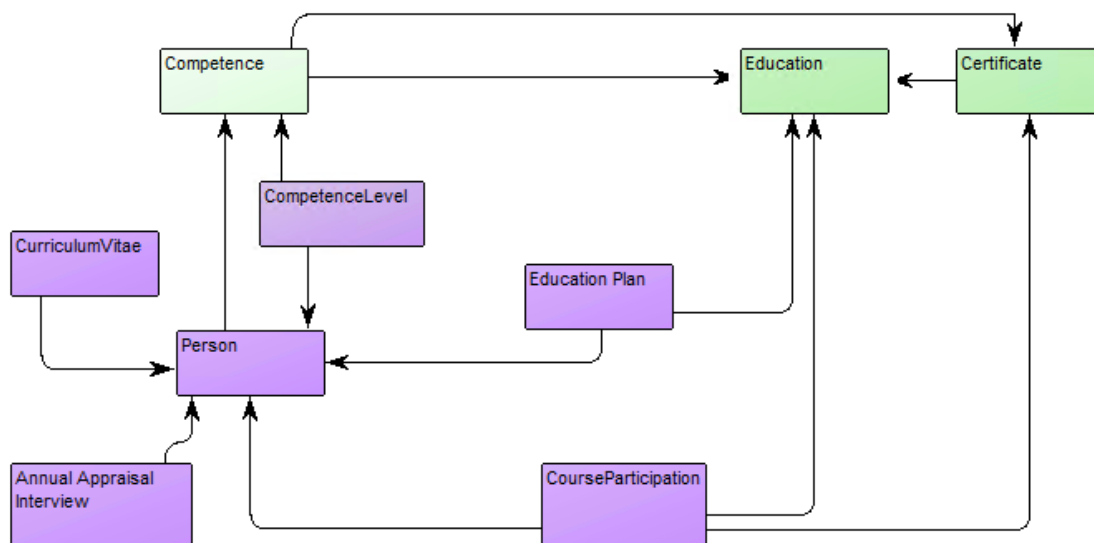 Competence
Education
Certificate
CompetenceLevel
CurriculumVitae
Education Plan
Person
Annual Appraisal
Interview
CourseParticipation